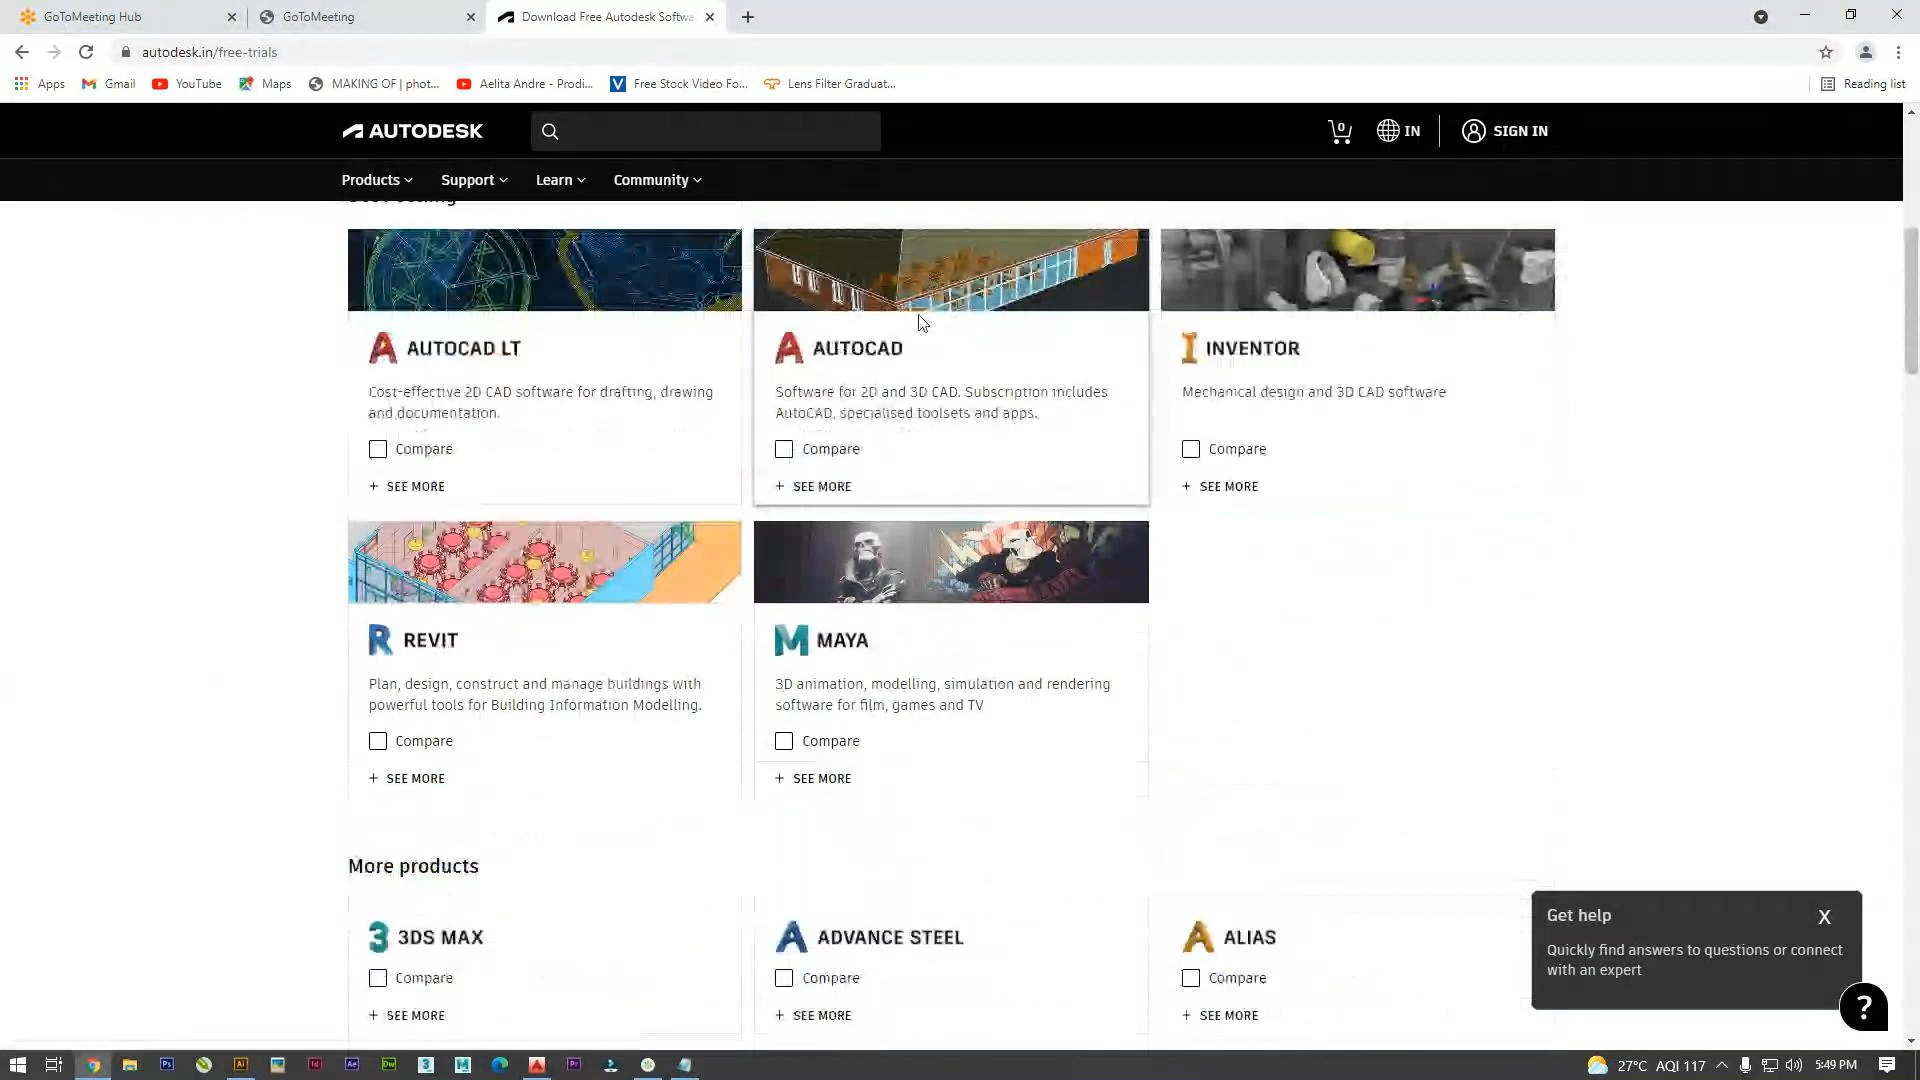 GoToMeeting Hub
GoToMeeting
Download Free Autodesk Softwa
autodesk.in/free-trials
Apps
Gmail
YouTube
Maps
MAKING OF | phot...
Aelita Andre - Prodi...
Free Stock Video Fo...
Lens Filter Graduat...
Reading list
AUTODESK
0
IN
SIGN IN
Products
Support
Learn
Community
AUTOCAD LT
Cost-effective 2D CAD software for drafting, drawing
and documentation.
Compare
+ SEE MORE
AUTOCAD
Software for 2D and 3D CAD. Subscription includes
AutoCAD, specialised toolsets and apps.
Compare
+ SEE MORE
INVENTOR
Mechanical design and 3D CAD software
Compare
+ SEE MORE
REVIT
Plan, design, construct and manage buildings with
powerful tools for Building Information Modelling.
Compare
+ SEE MORE
MAYA
3D animation, modelling, simulation and rendering
software for film, games and TV
Compare
+ SEE MORE
More products
3DS MAX
Compare
+ SEE MORE
ADVANCE STEEL
Compare
+ SEE MORE
ALIAS
Compare
+ SEE MORE
Get help
X
Quickly find answers to questions or connect
with an expert
?
27°C AQI 117
5:49 PM